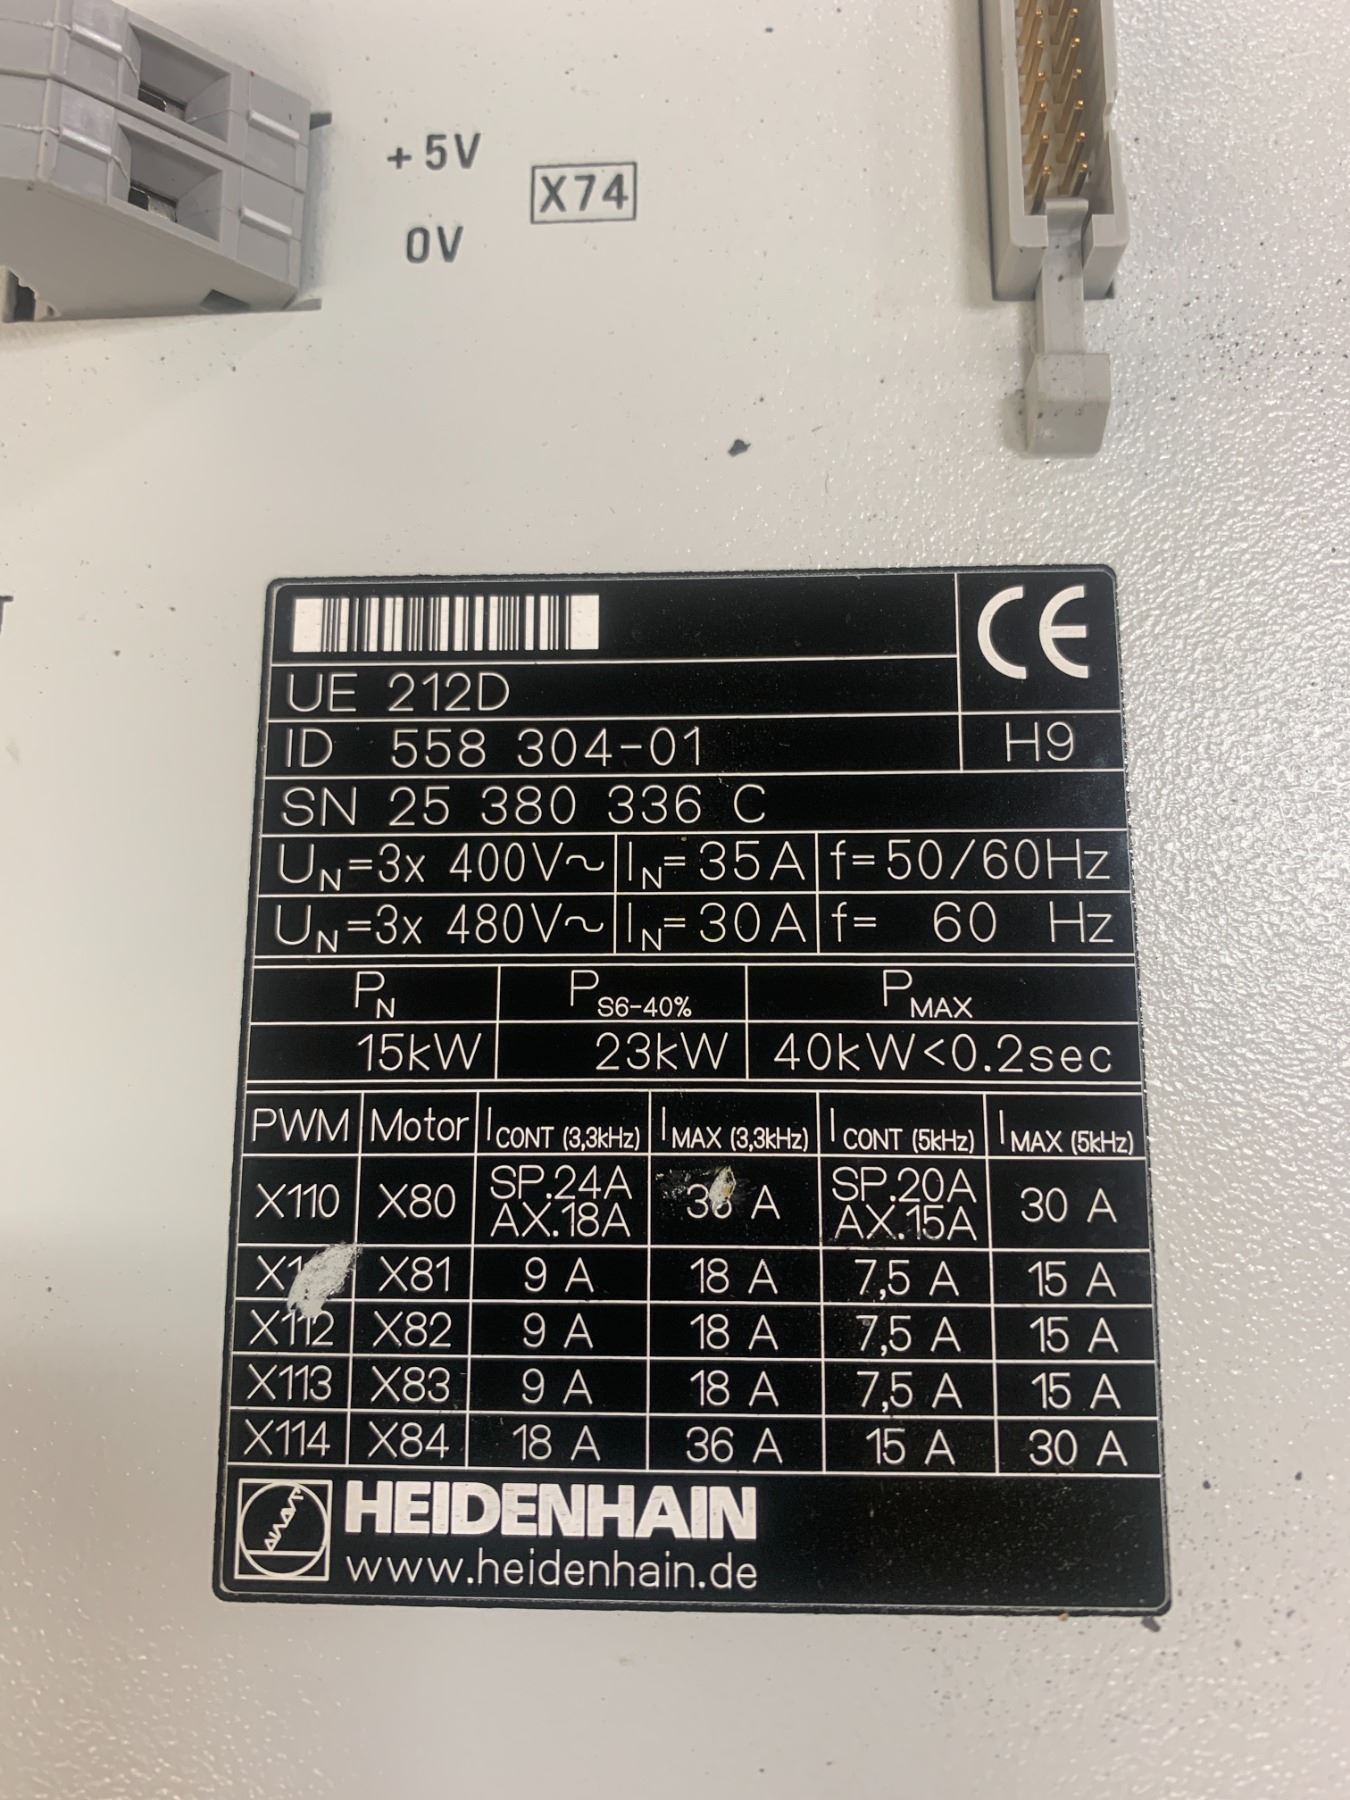 +5V
X74
0V
CE
UE 212D
ID 558 304-01
H9
SN 25 380 336 C
UN=3x 400V~ IN=35A f=50/60Hz
UN=3x 480V~ IN=30A f= 60 Hz
PN PS6-40% PMAX
15kW 23kW 40kW<0.2sec
PWM Motor ICONT (3,3kHz) IMAX (3,3kHz) ICONT (5kHz) IMAX (5kHz)
X110 X80 SP.24A AX.18A 36 A SP.20A AX.15A 30 A
X81 9 A 18 A 7,5 A 15 A
X112 X82 9 A 18 A 7,5 A 15 A
X113 X83 9 A 18 A 7,5 A 15 A
X114 X84 18 A 36 A 15 A 30 A
HEIDENHAIN
www.heidenhain.de